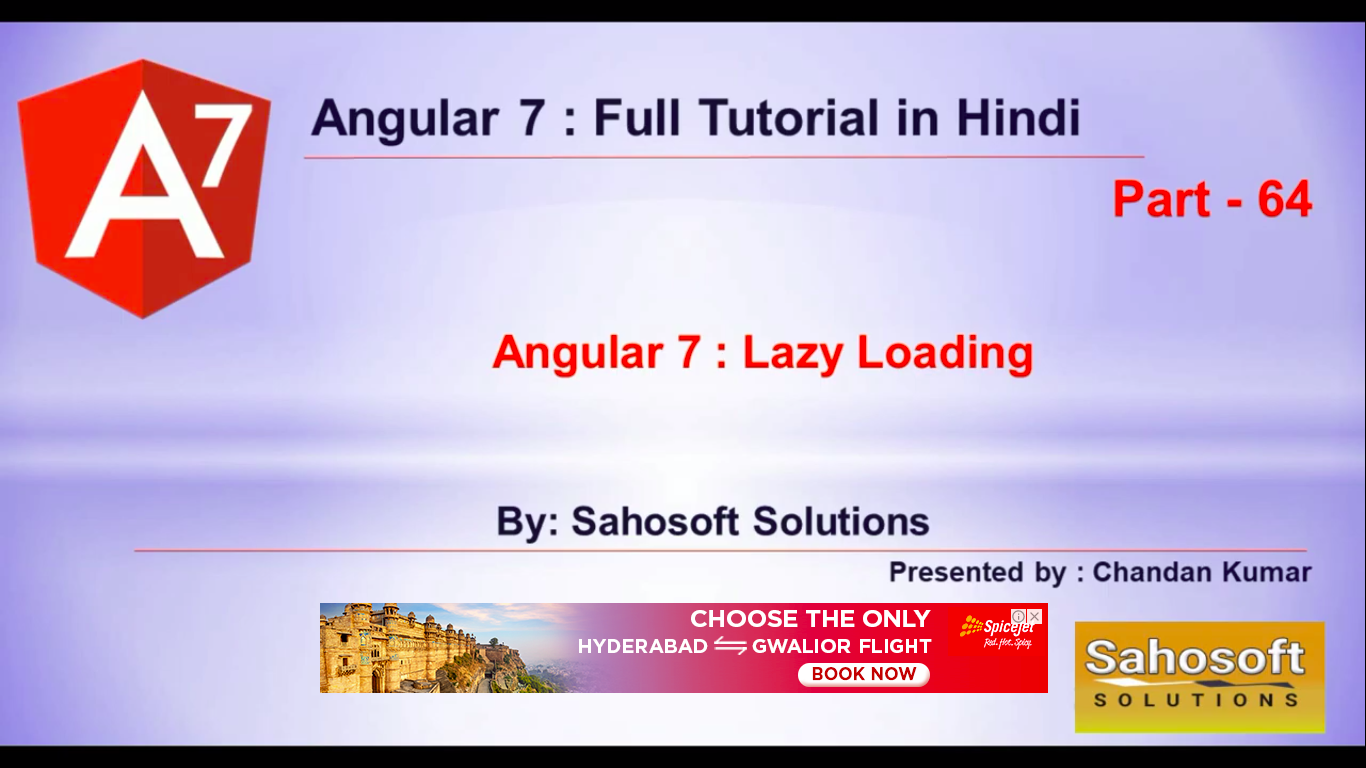 A7
Angular 7 : Full Tutorial in Hindi
Part - 64
Angular 7 : Lazy Loading
By: Sahosoft Solutions
Presented by : Chandan Kumar
CHOOSE THE ONLY
HYDERABAD ⇋ GWALIOR FLIGHT
BOOK NOW
SpiceJet
Red. Hot. Spicy.
Sahosoft
SOLUTIONS